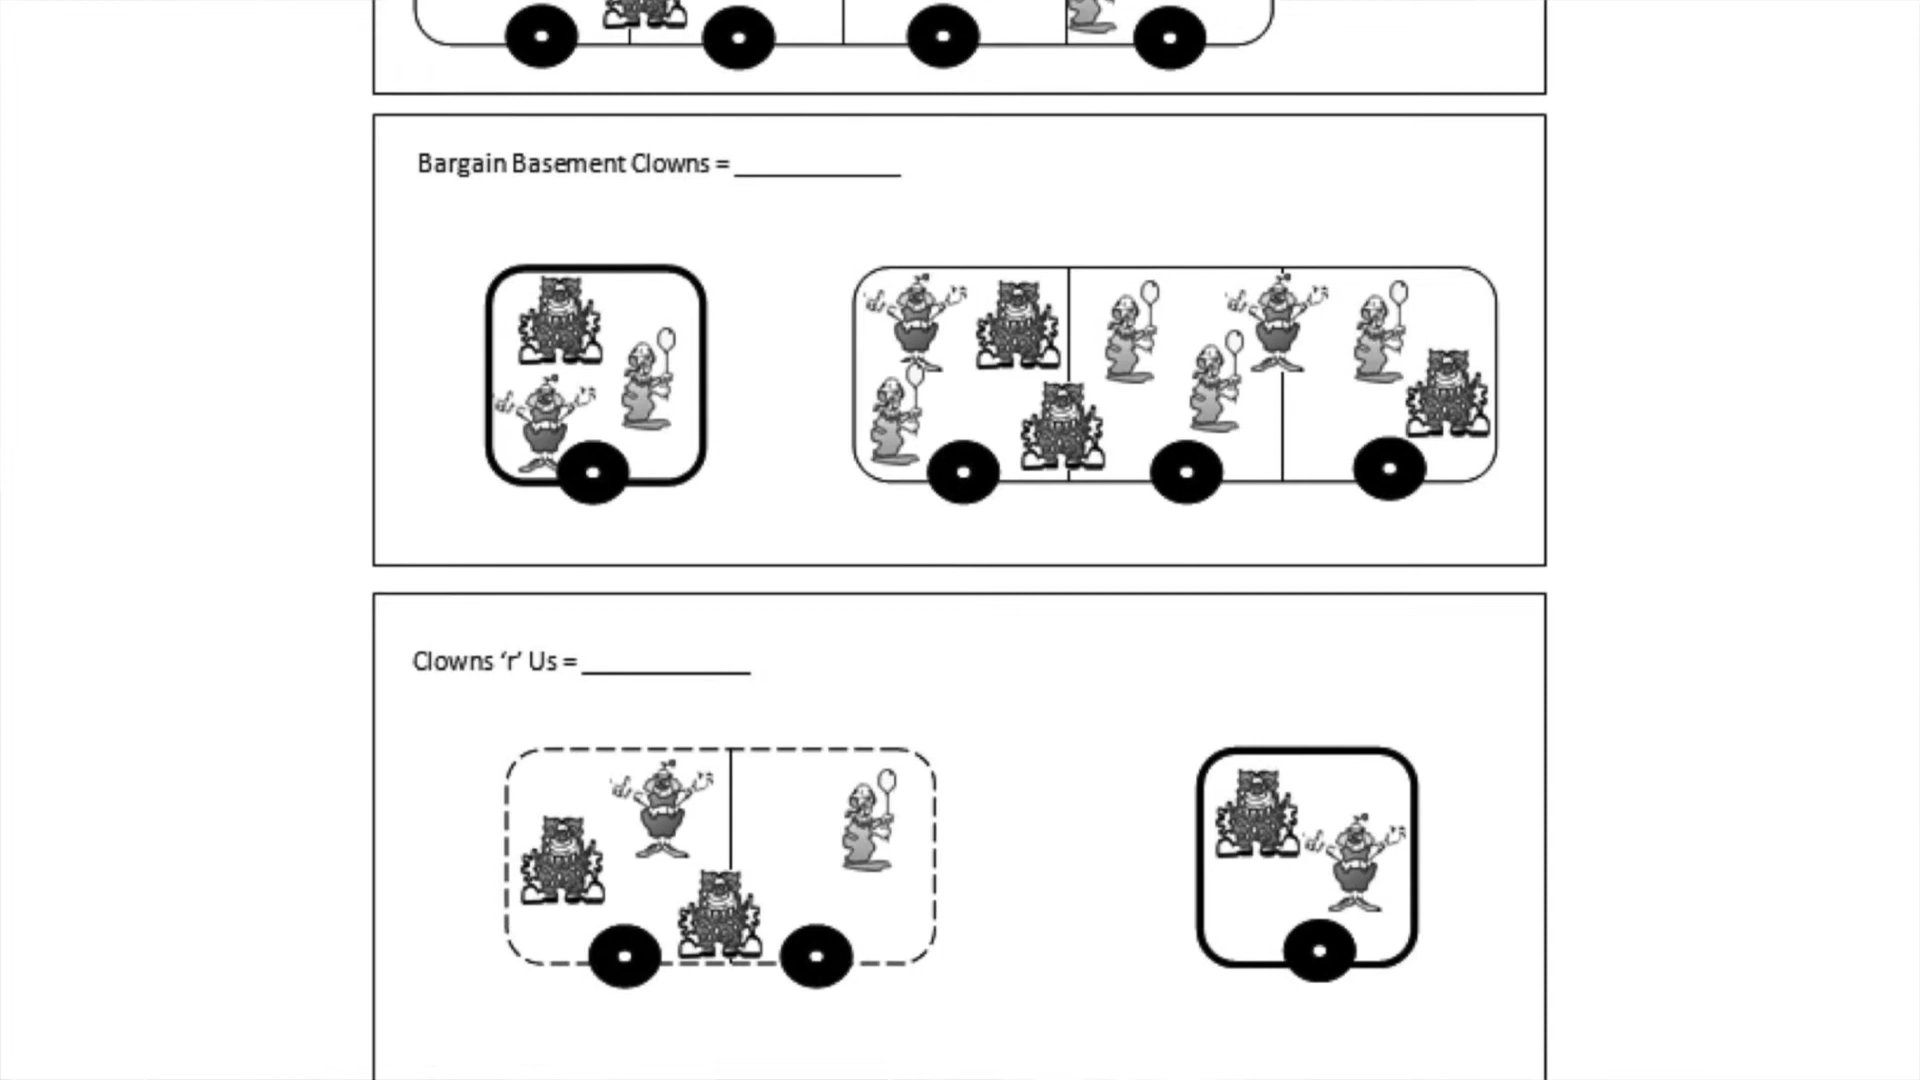 Bargain Basement Clowns = ____________
Clowns ‘r’ Us = ____________